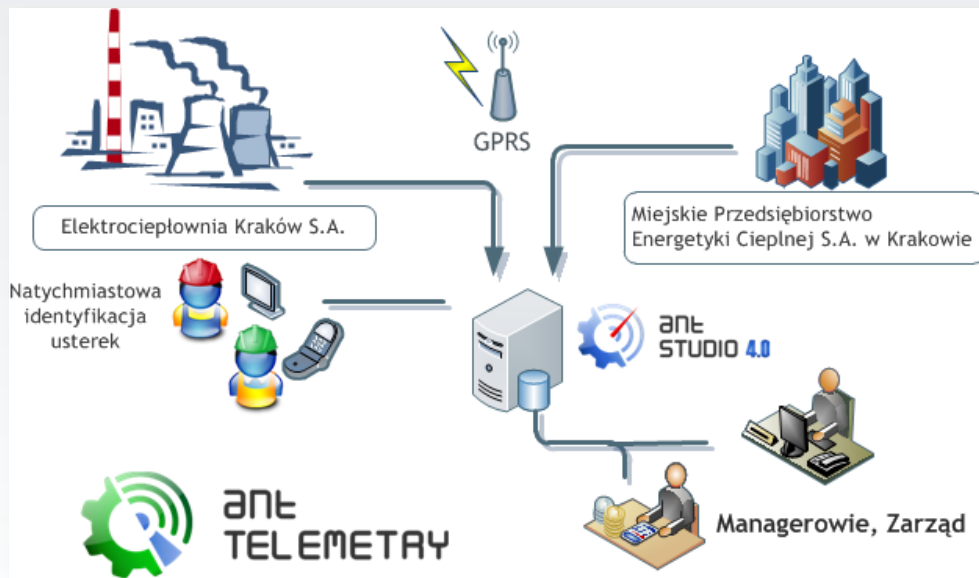 GPRS
Elektrociepłownia Kraków S.A.
Miejskie Przedsiębiorstwo
Energetyki Cieplnej S.A. w Krakowie
Natychmiastowa
identyfikacja
usterek
ant
STUDIO 4.0
ant
TELEMETRY
Managerowie, Zarząd